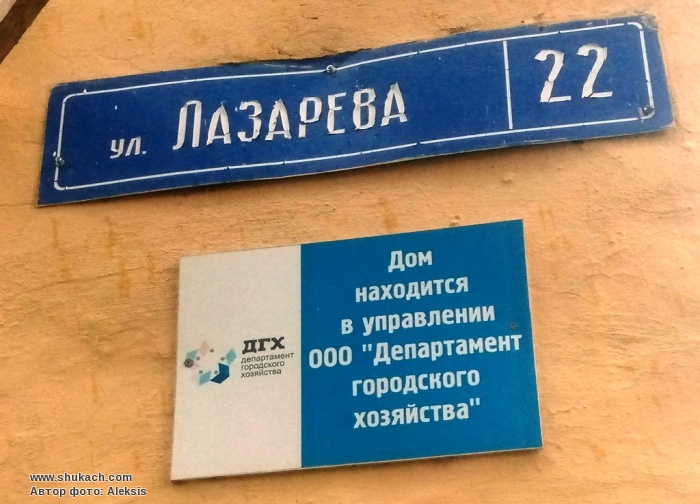 ул. ЛАЗАРЕВА 22
ДГХ
департамент
городского
хозяйства
Дом
находится
в управлении
ООО "Департамент
городского
хозяйства"
www.shukach.com
Автор фото: Aleksis